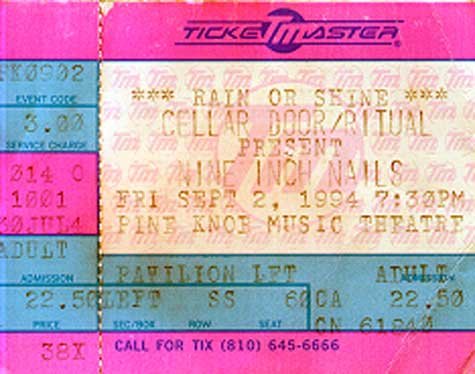 TICKETMASTER
PK0902
EVENT CODE
*** RAIN OR SHINE ***
3.00
CELLAR DOOR/RITUAL
SERVICE CHARGE
PRESENT
014 0
NINE INCH NAILS
1001
FRI SEPT 2, 1994 7:30PM
30JUL4
PINE KNOB MUSIC THEATRE
ADULT
PAVILION LFT ADULT
ADMISSION ADMISSION
22.50 LEFT SS 60 CA 22.50
PRICE SEC/BOX ROW SEAT
CN 61840
38X
CALL FOR TIX (810) 645-6666